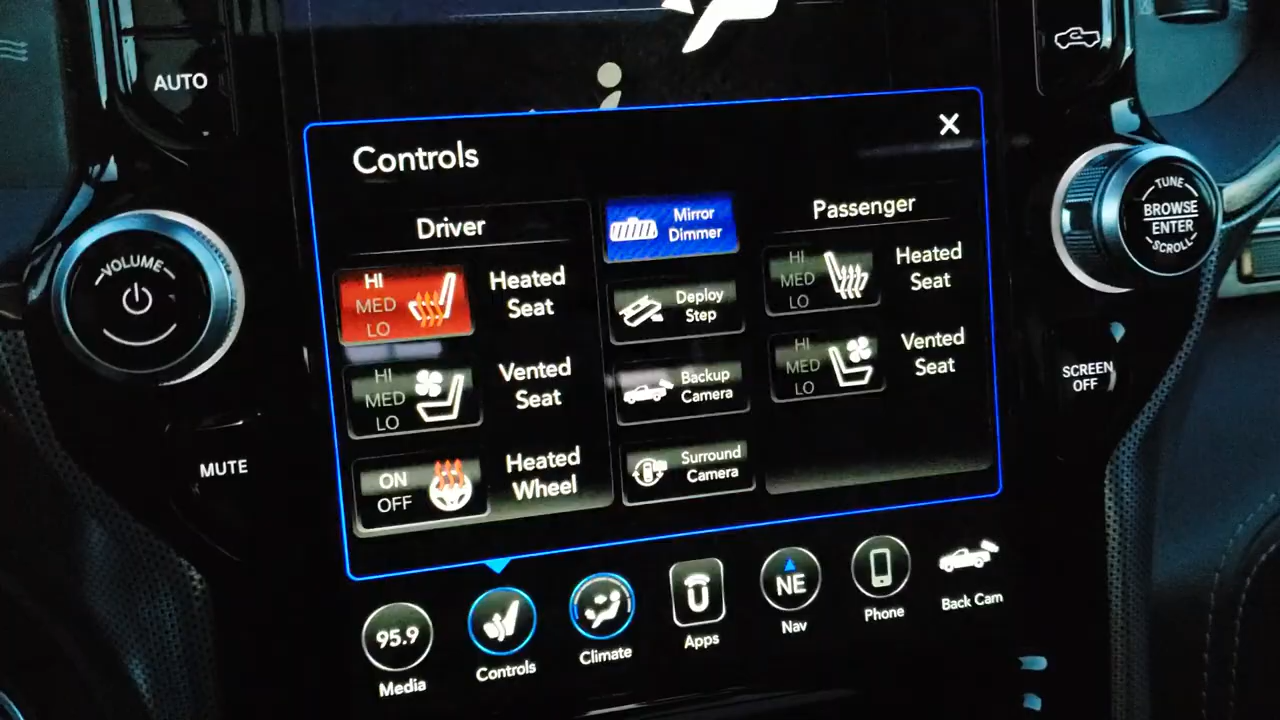 AUTO
Controls
X
Driver
HI
MED
LO
Heated
Seat
HI
MED
LO
Vented
Seat
ON
OFF
Heated
Wheel
Mirror
Dimmer
Deploy
Step
Backup
Camera
Surround
Camera
Passenger
HI
MED
LO
Heated
Seat
HI
MED
LO
Vented
Seat
VOLUME
MUTE
TUNE
BROWSE
ENTER
SCROLL
SCREEN
OFF
95.9
Media
Controls
Climate
U
Apps
NE
Nav
Phone
Back Cam